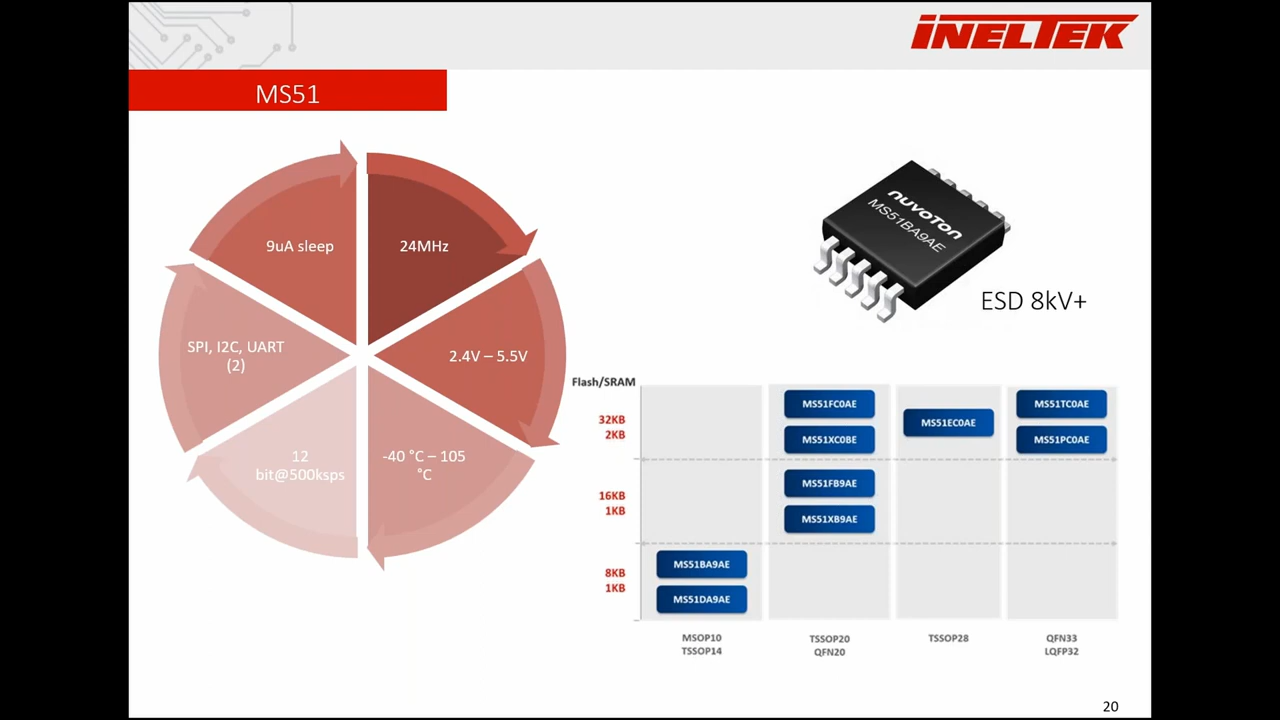 iNELTEK
MS51
9uA sleep
24MHz
SPI, I2C, UART
(2)
2.4V – 5.5V
12
bit@500ksps
-40 °C – 105
°C
nuvoTon
MS51BA9AE
ESD 8kV+
Flash/SRAM
32KB
2KB
MS51FC0AE
MS51XC0BE
MS51EC0AE
MS51TC0AE
MS51PC0AE
16KB
1KB
MS51FB9AE
MS51XB9AE
8KB
1KB
MS51BA9AE
MS51DA9AE
MSOP10
TSSOP14
TSSOP20
QFN20
TSSOP28
QFN33
LQFP32
20